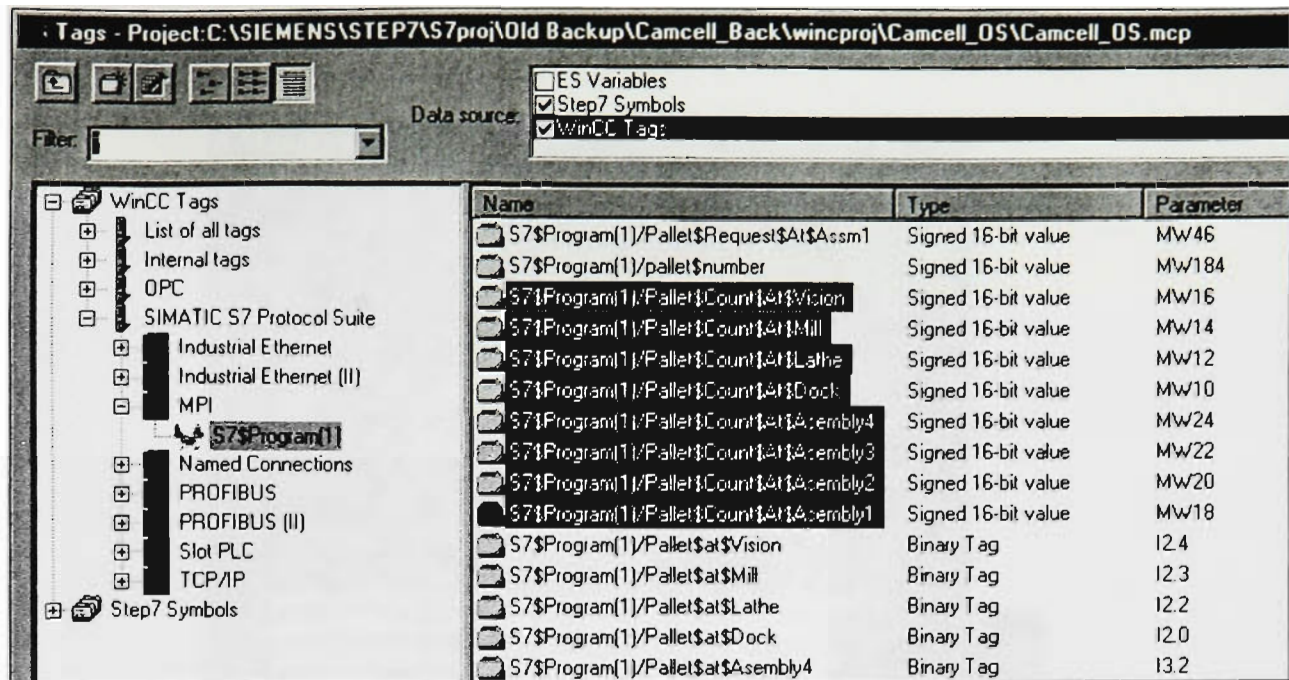 Tags - Project:C:\SIEMENS\STEP7\S7proj\Old Backup\Camcell_Back\wincproj\Camcell_OS\Camcell_OS.mcp
ES Variables
Step7 Symbols
WinCC Tags
Data source:
Filter:
WinCC Tags
List of all tags
Internal tags
OPC
SIMATIC S7 Protocol Suite
Industrial Ethernet
Industrial Ethernet (II)
MPI
S7$Program(1)
Named Connections
PROFIBUS
PROFIBUS (II)
Slot PLC
TCP/IP
Step7 Symbols
Name Type Parameter
S7$Program(1)/Pallet$Request$At$Assm1 Signed 16-bit value MW46
S7$Program(1)/pallet$number Signed 16-bit value MW184
S7$Program(1)/Pallet$Count$At$Vision Signed 16-bit value MW16
S7$Program(1)/Pallet$Count$At$Mill Signed 16-bit value MW14
S7$Program(1)/Pallet$Count$At$Lathe Signed 16-bit value MW12
S7$Program(1)/Pallet$Count$At$Dock Signed 16-bit value MW10
S7$Program(1)/Pallet$Count$At$Acembly4 Signed 16-bit value MW24
S7$Program(1)/Pallet$Count$At$Acembly3 Signed 16-bit value MW22
S7$Program(1)/Pallet$Count$At$Acembly2 Signed 16-bit value MW20
S7$Program(1)/Pallet$Count$At$Acembly1 Signed 16-bit value MW18
S7$Program(1)/Pallet$at$Vision Binary Tag I2.4
S7$Program(1)/Pallet$at$Mill Binary Tag I2.3
S7$Program(1)/Pallet$at$Lathe Binary Tag I2.2
S7$Program(1)/Pallet$at$Dock Binary Tag I2.0
S7$Program(1)/Pallet$at$Asembly4 Binary Tag I3.2